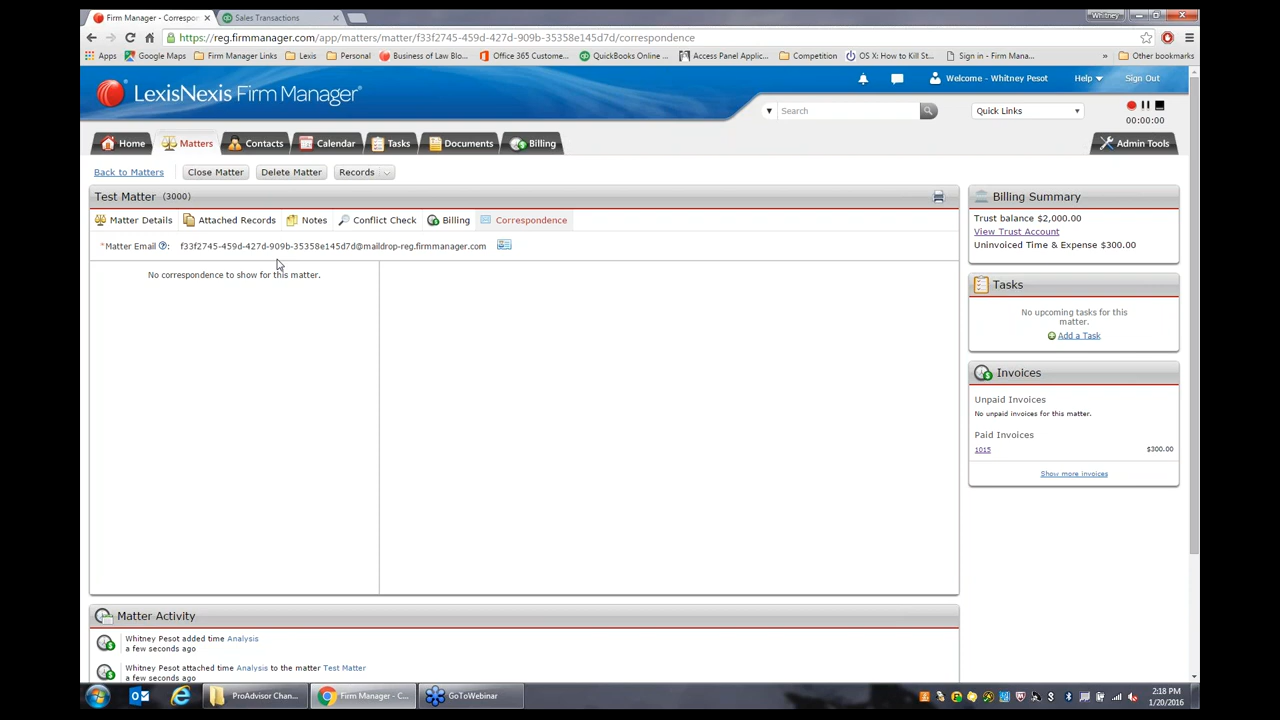 Firm Manager - Correspor
Sales Transactions
Whitney
https://reg.firmmanager.com/app/matters/matter/f33f2745-459d-427d-909b-35358e145d7d/correspondence
Apps Google Maps Firm Manager Links Lexis Personal Business of Law Blo... Office 365 Custome... QuickBooks Online ... Access Panel Applic... Competition OS X: How to Kill St... Sign in - Firm Mana... » Other bookmarks
LexisNexis Firm Manager®
Welcome - Whitney Pesot Help Sign Out
Search Quick Links
00:00:00
Home Matters Contacts Calendar Tasks Documents Billing Admin Tools
Back to Matters Close Matter Delete Matter Records
Test Matter (3000)
Matter Details Attached Records Notes Conflict Check Billing Correspondence
*Matter Email : f33f2745-459d-427d-909b-35358e145d7d@maildrop-reg.firmmanager.com
No correspondence to show for this matter.
Billing Summary
Trust balance $2,000.00
View Trust Account
Uninvoiced Time & Expense $300.00
Tasks
No upcoming tasks for this
matter.
Add a Task
Invoices
Unpaid Invoices
No unpaid invoices for this matter.
Paid Invoices
1015 $300.00
Show more invoices
Matter Activity
Whitney Pesot added time Analysis
a few seconds ago
Whitney Pesot attached time Analysis to the matter Test Matter
a few seconds ago
ProAdvisor Chan... Firm Manager - C... GoToWebinar
2:18 PM
1/20/2016